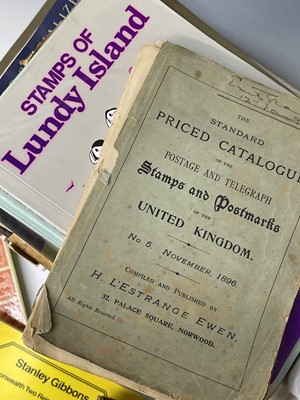 STAMPS OF
Lundy Island
THE
STANDARD
PRICED CATALOGUE
OF THE
POSTAGE AND TELEGRAPH
Stamps and Postmarks
OF THE
UNITED KINGDOM.
No. 5, NOVEMBER, 1896.
COMPILED AND PUBLISHED BY
H. L'ESTRANGE EWEN,
32, PALACE SQUARE, NORWOOD.
All Rights Reserved
Stanley Gibbons